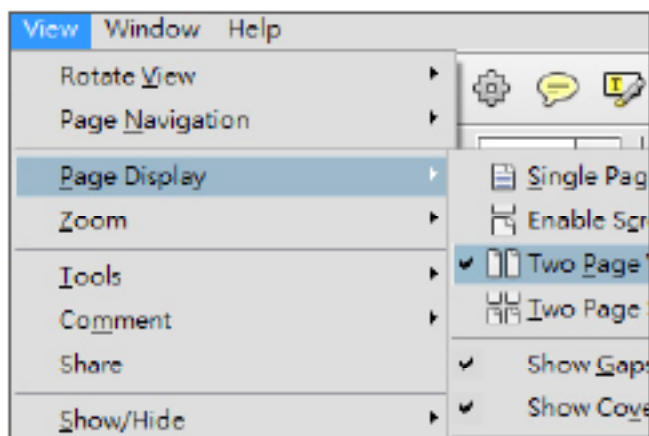 View Window Help
Rotate View
Page Navigation
Page Display
Zoom
Tools
Comment
Share
Show/Hide
Single Pag
Enable Scr
Two Page
Two Page
Show Gaps
Show Cove